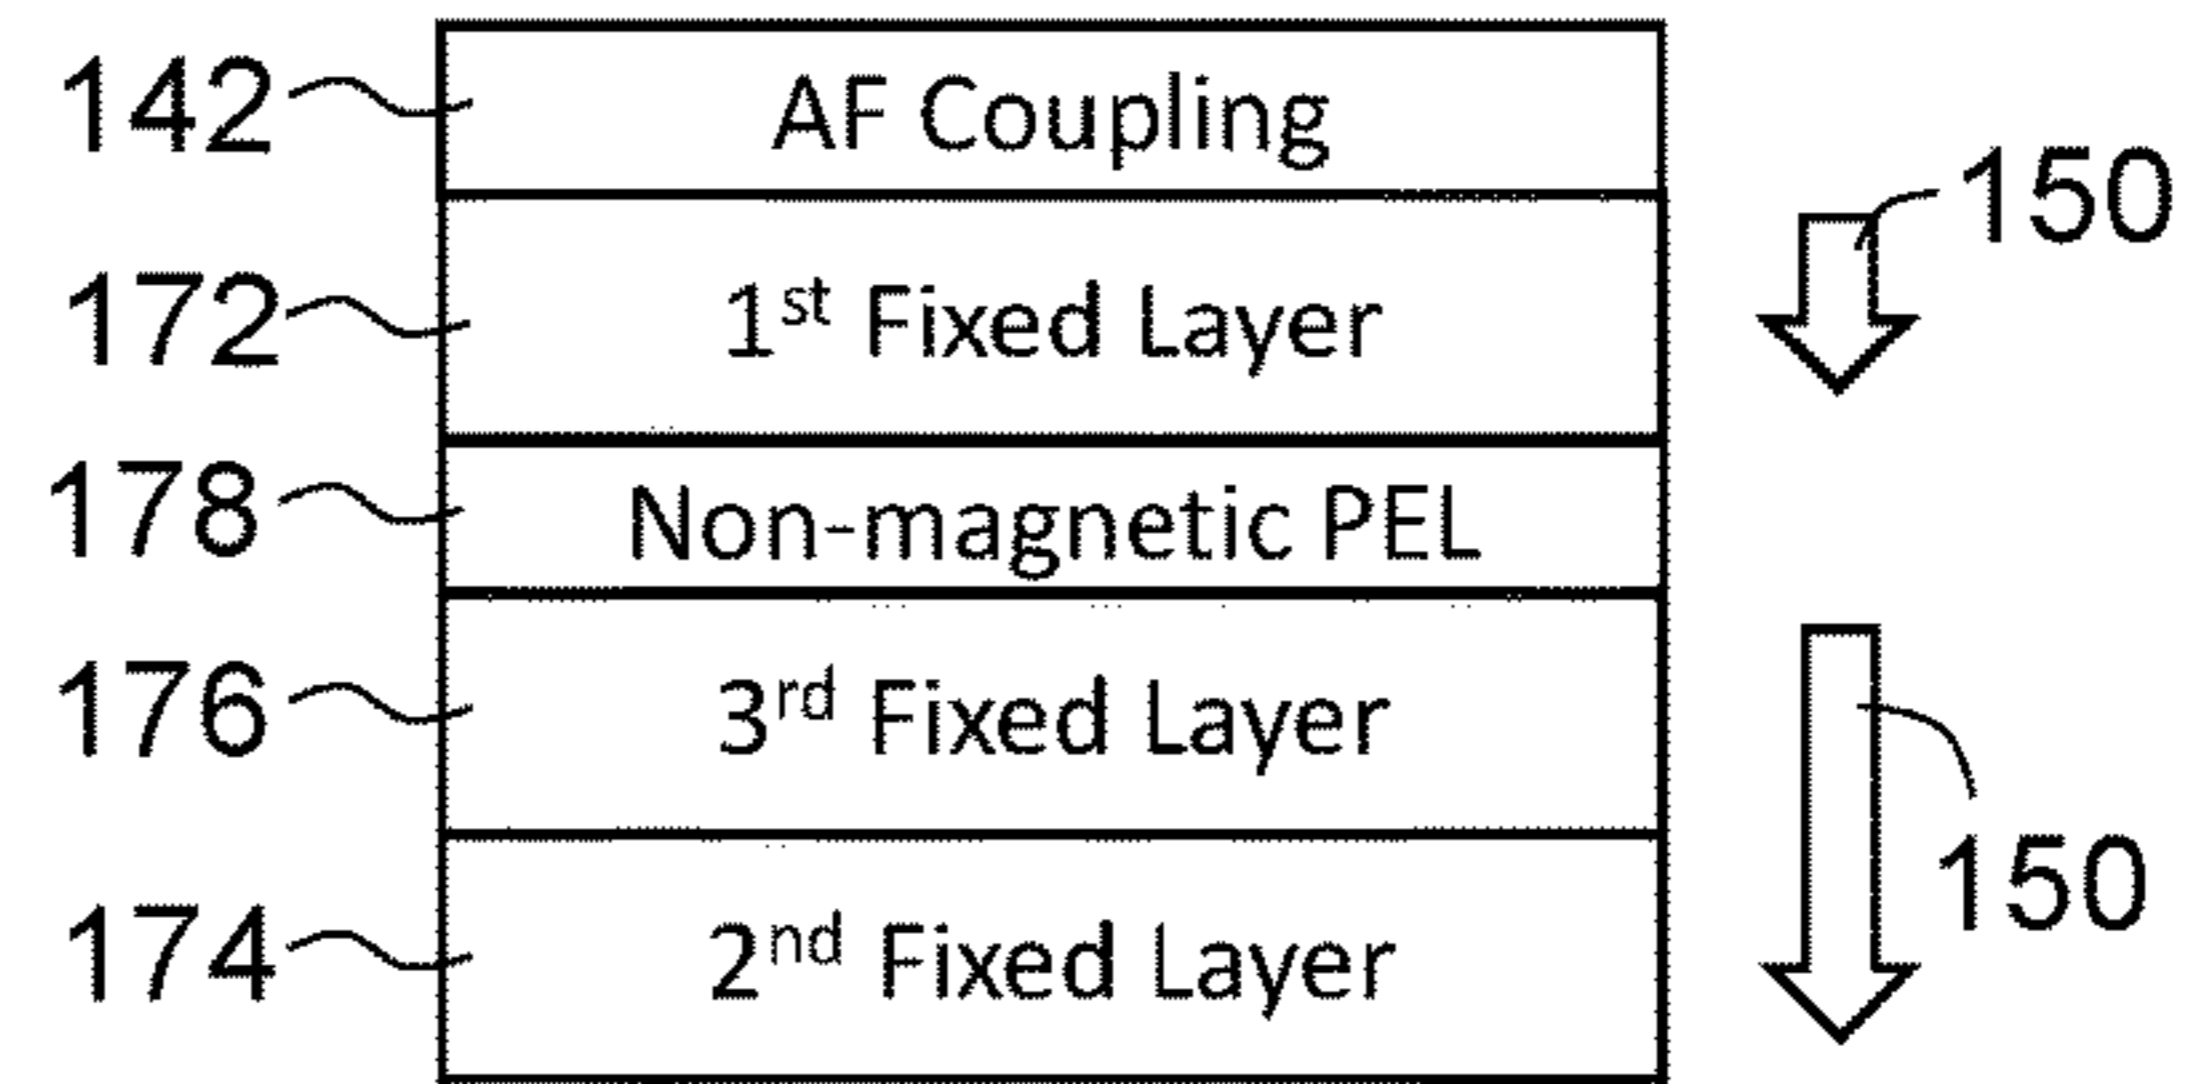 142 AF Coupling
172 1st Fixed Layer 150
178 Non-magnetic PEL
176 3rd Fixed Layer
174 2nd Fixed Layer 150